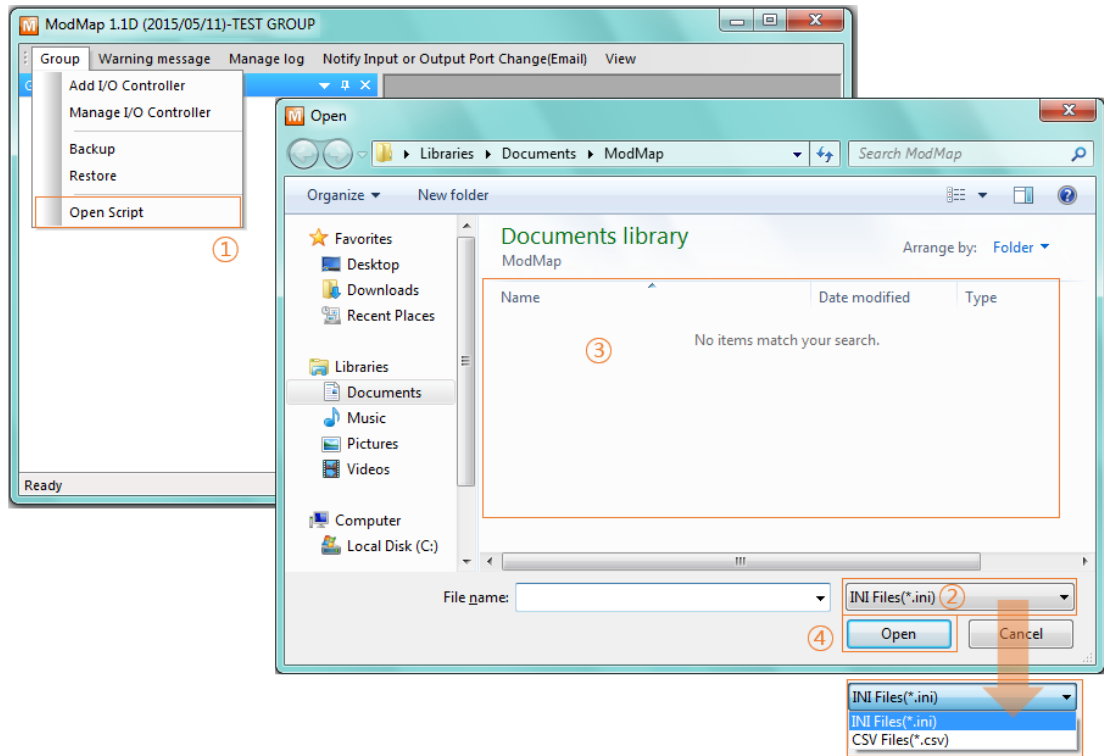 ModMap 1.1D (2015/05/11)-TEST GROUP
Group Warning message Manage log Notify Input or Output Port Change(Email) View
G
Add I/O Controller
Manage I/O Controller
Backup
Restore
Open Script
①
Ready
Open
Libraries Documents ModMap
Search ModMap
Organize New folder
Favorites
Desktop
Downloads
Recent Places
Libraries
Documents
Music
Pictures
Videos
Computer
Local Disk (C:)
Documents library
ModMap
Arrange by: Folder
Name Date modified Type
No items match your search.
③
File name:
INI Files(*.ini) ②
④ Open Cancel
INI Files(*.ini)
INI Files(*.ini)
CSV Files(*.csv)